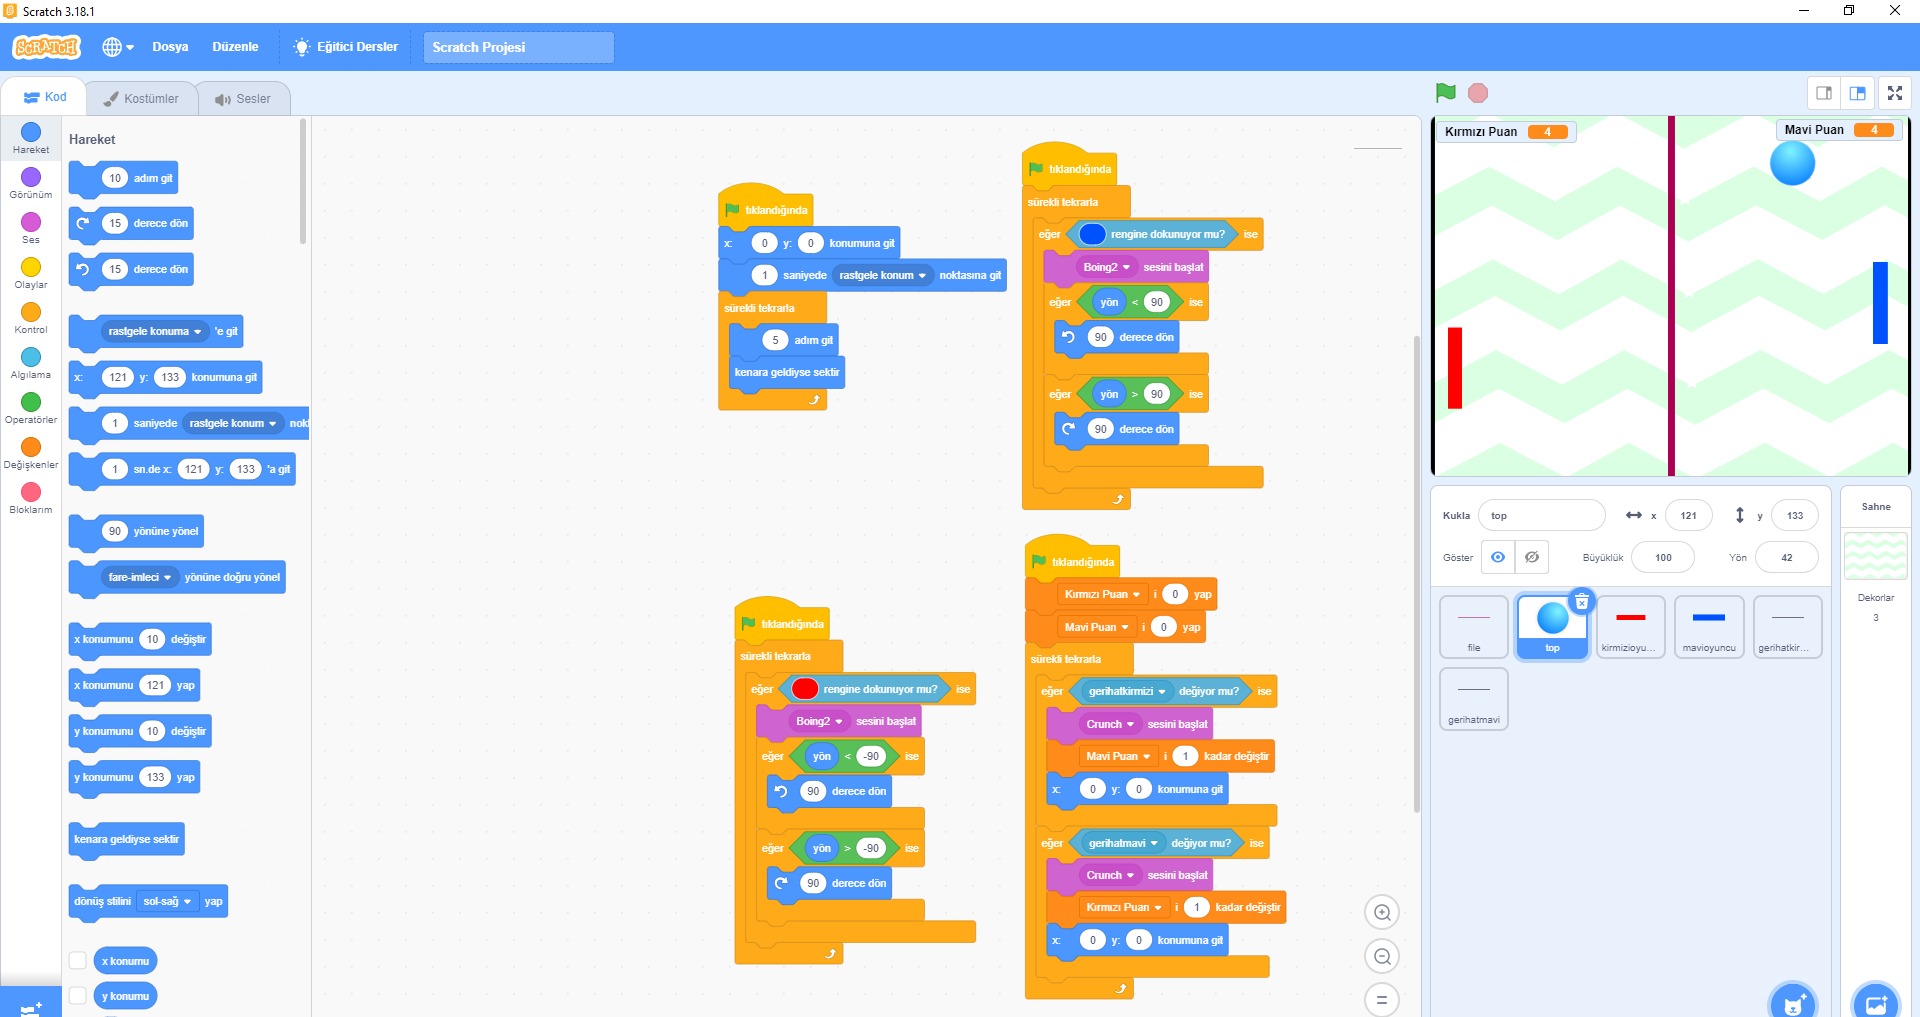 Scratch 3.18.1
SCRATCH
Dosya
Düzenle
Eğitici Dersler
Scratch Projesi
Kod
Kostümler
Sesler
Hareket
Görünüm
Ses
Olaylar
Kontrol
Algılama
Operatörler
Değişkenler
Bloklarım
Hareket
10 adım git
15 derece dön
15 derece dön
rastgele konuma 'e git
x: 121 y: 133 konumuna git
1 saniyede rastgele konum nokt
1 sn.de x: 121 y: 133 'a git
90 yönüne yönel
fare-imleci yönüne doğru yönel
x konumunu 10 değiştir
x konumunu 121 yap
y konumunu 10 değiştir
y konumunu 133 yap
kenara geldiyse sektir
dönüş stilini sol-sağ yap
x konumu
y konumu
tıklandığında
x: 0 y: 0 konumuna git
1 saniyede rastgele konum noktasına git
sürekli tekrarla
5 adım git
kenara geldiyse sektir
tıklandığında
sürekli tekrarla
eğer rengine dokunuyor mu? ise
Boing2 sesini başlat
eğer yön < -90 ise
90 derece dön
eğer yön > -90 ise
90 derece dön
tıklandığında
sürekli tekrarla
eğer rengine dokunuyor mu? ise
Boing2 sesini başlat
eğer yön < 90 ise
90 derece dön
eğer yön > 90 ise
90 derece dön
tıklandığında
Kırmızı Puan i 0 yap
Mavi Puan i 0 yap
sürekli tekrarla
eğer gerihatkirmizi değiyor mu? ise
Crunch sesini başlat
Mavi Puan i 1 kadar değiştir
x: 0 y: 0 konumuna git
eğer gerihatmavi değiyor mu? ise
Crunch sesini başlat
Kırmızı Puan i 1 kadar değiştir
x: 0 y: 0 konumuna git
Kırmızı Puan 4
Mavi Puan 4
Kukla top x 121 y 133
Göster Büyüklük 100 Yön 42
file
top
kirmizioyu...
mavioyuncu
gerihatkir...
gerihatmavi
Sahne
Dekorlar
3